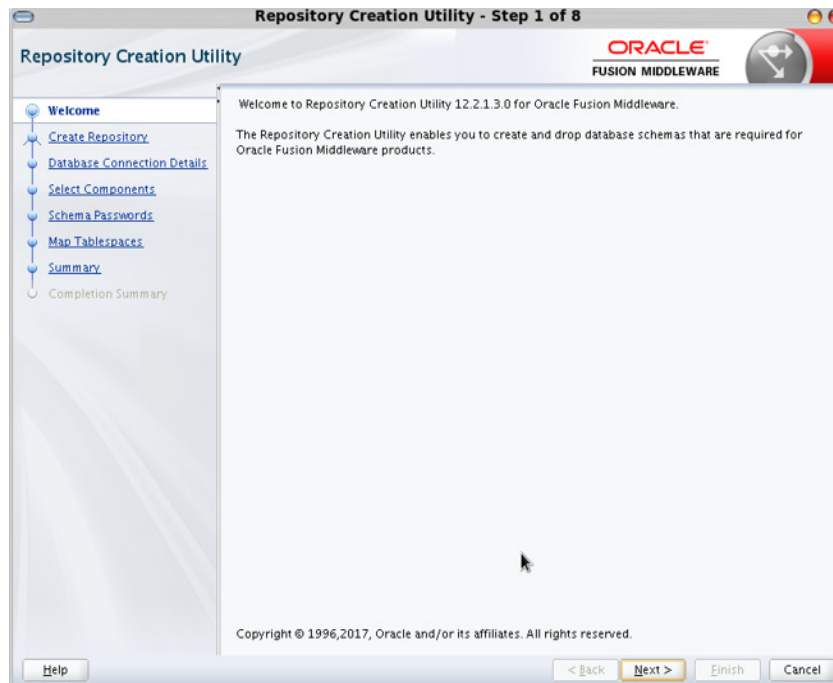 Repository Creation Utility - Step 1 of 8
Repository Creation Utility
ORACLE®
FUSION MIDDLEWARE
Welcome
Create Repository
Database Connection Details
Select Components
Schema Passwords
Map Tablespaces
Summary
Completion Summary
Welcome to Repository Creation Utility 12.2.1.3.0 for Oracle Fusion Middleware.
The Repository Creation Utility enables you to create and drop database schemas that are required for
Oracle Fusion Middleware products.
Copyright © 1996,2017, Oracle and/or its affiliates. All rights reserved.
Help
< Back
Next >
Finish
Cancel